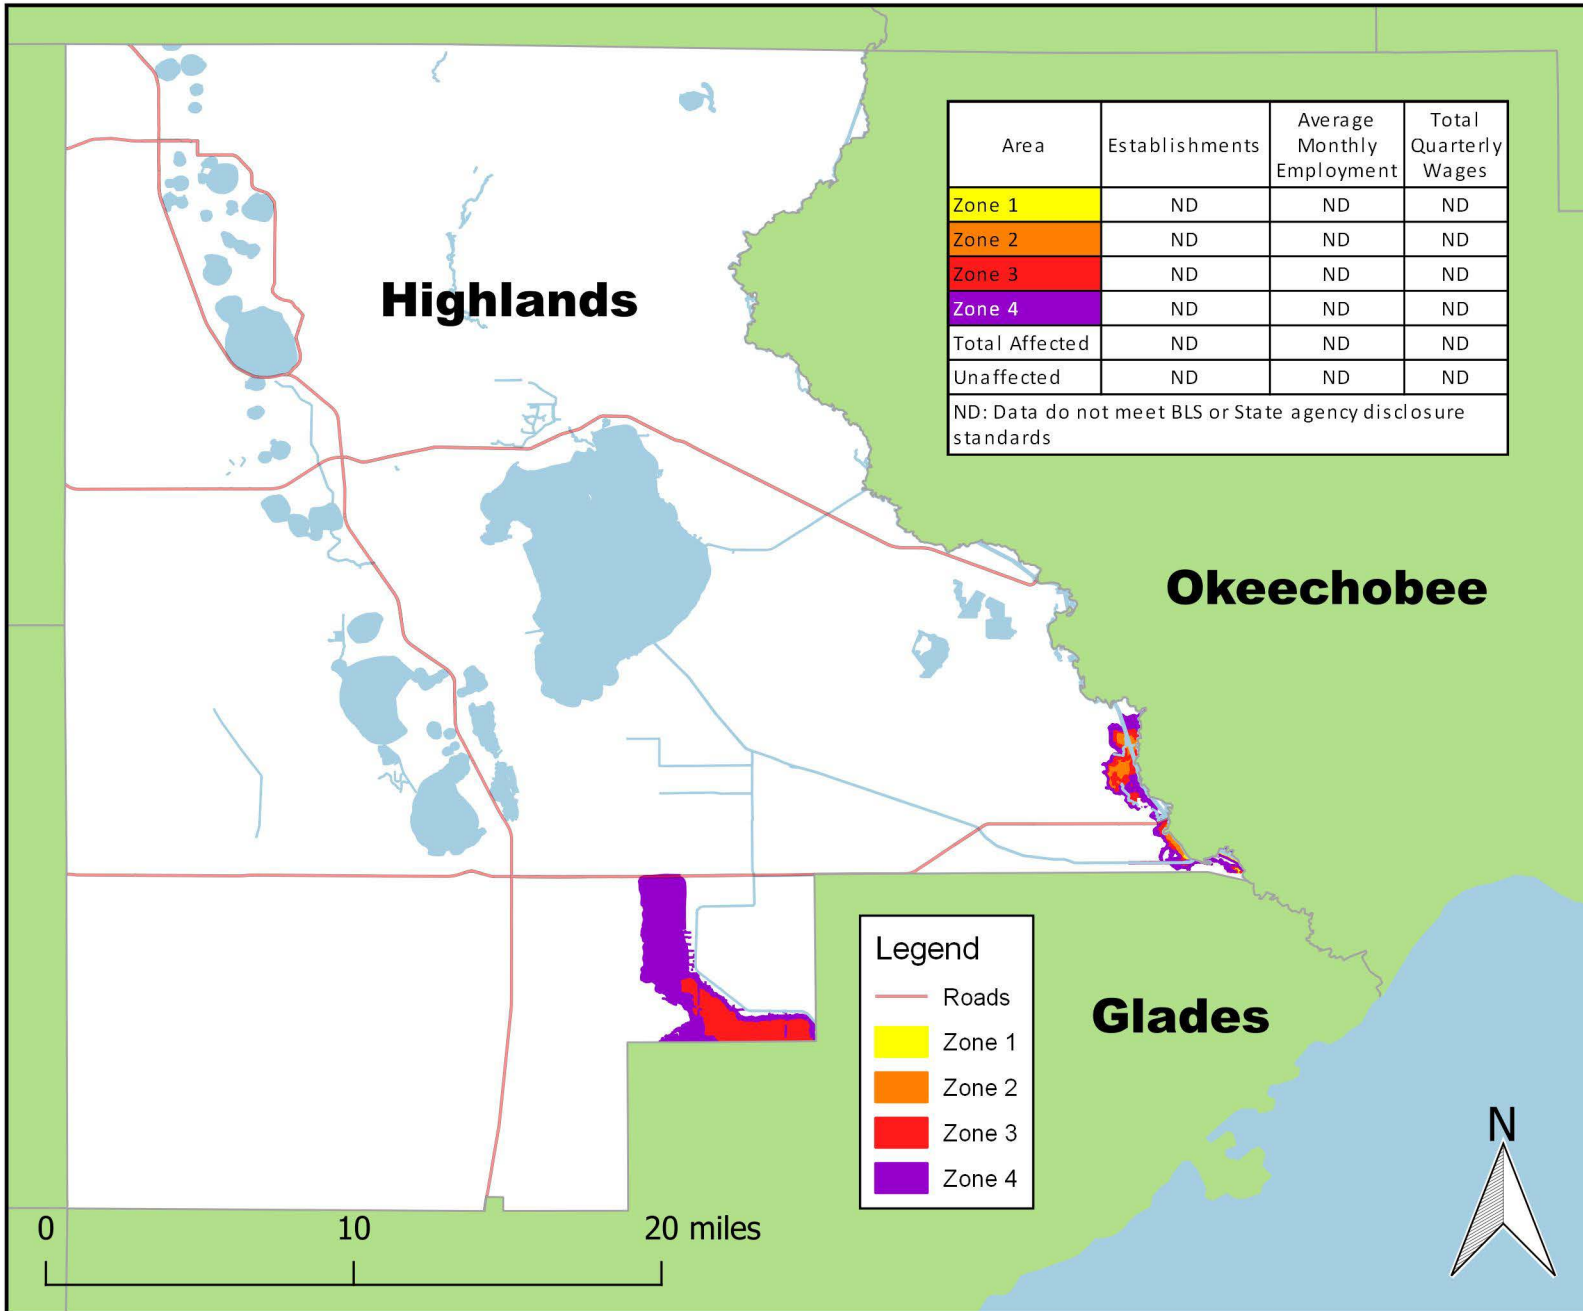 Highlands
Area Establishments Average Monthly Employment Total Quarterly Wages
Zone 1 ND ND ND
Zone 2 ND ND ND
Zone 3 ND ND ND
Zone 4 ND ND ND
Total Affected ND ND ND
Unaffected ND ND ND
ND: Data do not meet BLS or State agency disclosure
standards
Okeechobee
Glades
Legend
Roads
Zone 1
Zone 2
Zone 3
Zone 4
N
0 10 20 miles